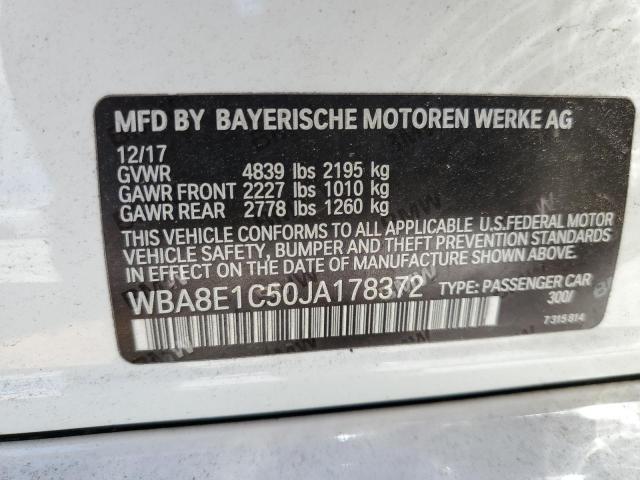 MFD BY BAYERISCHE MOTOREN WERKE AG
12/17
GVWR 4839 lbs 2195 kg
GAWR FRONT 2227 lbs 1010 kg
GAWR REAR 2778 lbs 1260 kg
THIS VEHICLE CONFORMS TO ALL APPLICABLE U.S.FEDERAL MOTOR
VEHICLE SAFETY, BUMPER AND THEFT PREVENTION STANDARDS
IN EFFECT ON THE DATE OF MANUFACTURE SHOWN ABOVE.
WBA8E1C50JA178372 TYPE: PASSENGER CAR
300/
7315814